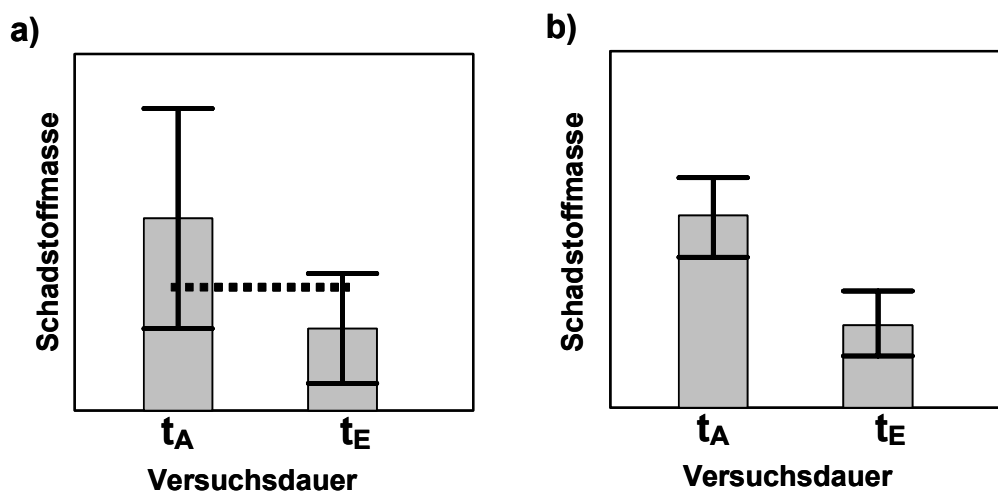 a)
Schadstoffmasse
tA
tE
Versuchsdauer
b)
Schadstoffmasse
tA
tE
Versuchsdauer